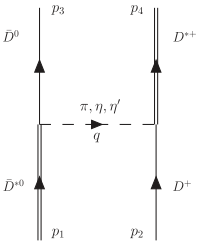 p₃ p₄
D̄⁰ D*⁺
π, η, η′
q
D̄*⁰ D⁺
p₁ p₂